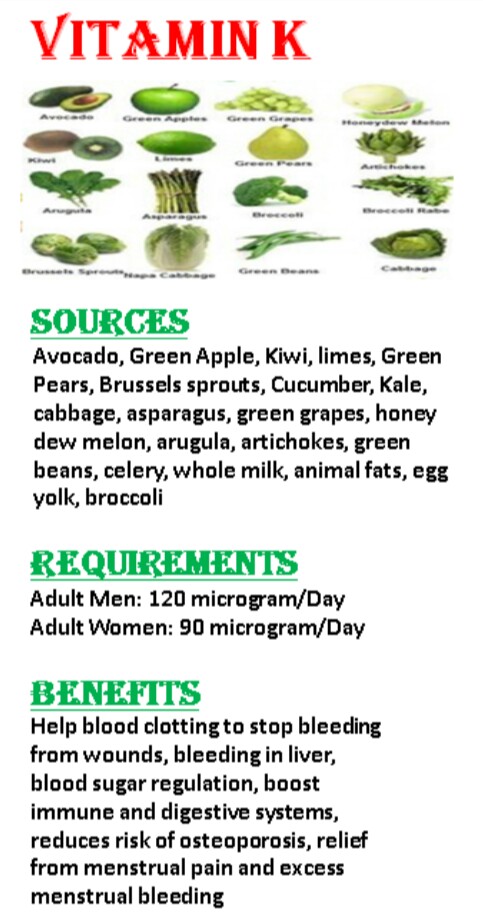 VITAMIN K
Avocado Green Apples Green Grapes Honeydew Melon
Kiwi Limes Green Pears Artichokes
Arugula Asparagus Broccoli Broccoli Rabe
Brussels Sprouts Napa Cabbage Green Beans Cabbage
SOURCES
Avocado, Green Apple, Kiwi, limes, Green
Pears, Brussels sprouts, Cucumber, Kale,
cabbage, asparagus, green grapes, honey
dew melon, arugula, artichokes, green
beans, celery, whole milk, animal fats, egg
yolk, broccoli
REQUIREMENTS
Adult Men: 120 microgram/Day
Adult Women: 90 microgram/Day
BENEFITS
Help blood clotting to stop bleeding
from wounds, bleeding in liver,
blood sugar regulation, boost
immune and digestive systems,
reduces risk of osteoporosis, relief
from menstrual pain and excess
menstrual bleeding